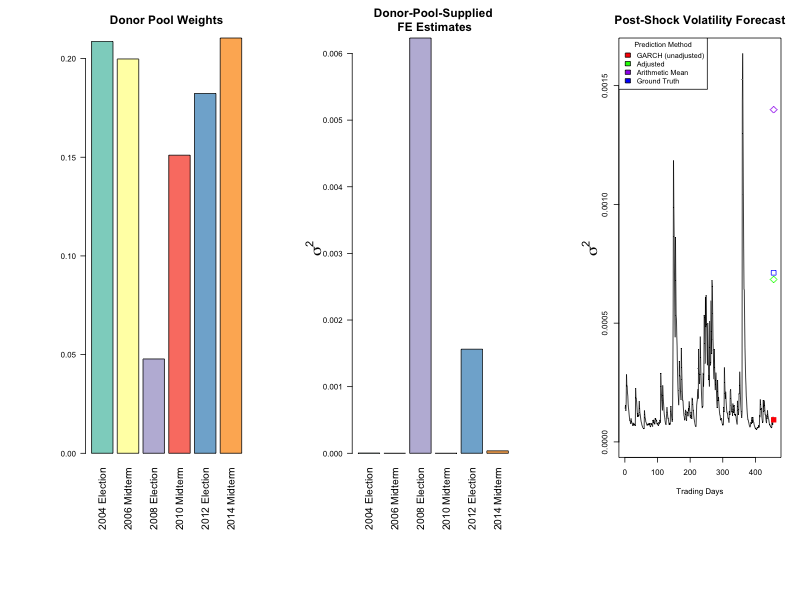 Donor Pool Weights
0.20
0.15
0.10
0.05
0.00
2004 Election
2006 Midterm
2008 Election
2010 Midterm
2012 Election
2014 Midterm
Donor-Pool-Supplied
FE Estimates
σ2
0.006
0.005
0.004
0.003
0.002
0.001
0.000
2004 Election
2006 Midterm
2008 Election
2010 Midterm
2012 Election
2014 Midterm
Post-Shock Volatility Forecast
Prediction Method
GARCH (unadjusted)
Adjusted
Arithmetic Mean
Ground Truth
σ2
0.0015
0.0010
0.0005
0.0000
0 100 200 300 400
Trading Days